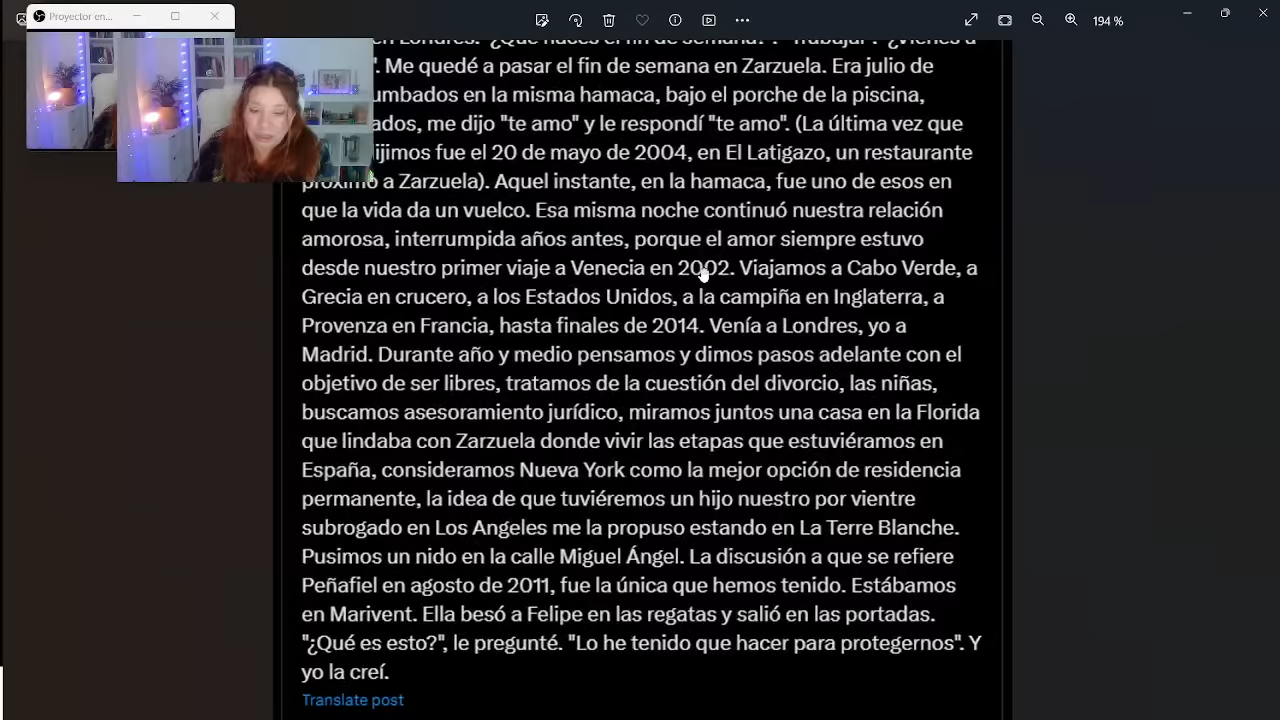 Proyector en...
194 %
en Londres. "¿Qué haces el fin de semana?". "Trabajar". "¿Vienes a
". Me quedé a pasar el fin de semana en Zarzuela. Era julio de
umbados en la misma hamaca, bajo el porche de la piscina,
ados, me dijo "te amo" y le respondí "te amo". (La última vez que
ijimos fue el 20 de mayo de 2004, en El Latigazo, un restaurante
próximo a Zarzuela). Aquel instante, en la hamaca, fue uno de esos en
que la vida da un vuelco. Esa misma noche continuó nuestra relación
amorosa, interrumpida años antes, porque el amor siempre estuvo
desde nuestro primer viaje a Venecia en 2002. Viajamos a Cabo Verde, a
Grecia en crucero, a los Estados Unidos, a la campiña en Inglaterra, a
Provenza en Francia, hasta finales de 2014. Venía a Londres, yo a
Madrid. Durante año y medio pensamos y dimos pasos adelante con el
objetivo de ser libres, tratamos de la cuestión del divorcio, las niñas,
buscamos asesoramiento jurídico, miramos juntos una casa en la Florida
que lindaba con Zarzuela donde vivir las etapas que estuviéramos en
España, consideramos Nueva York como la mejor opción de residencia
permanente, la idea de que tuviéremos un hijo nuestro por vientre
subrogado en Los Angeles me la propuso estando en La Terre Blanche.
Pusimos un nido en la calle Miguel Ángel. La discusión a que se refiere
Peñafiel en agosto de 2011, fue la única que hemos tenido. Estábamos
en Marivent. Ella besó a Felipe en las regatas y salió en las portadas.
"¿Qué es esto?", le pregunté. "Lo he tenido que hacer para protegernos". Y
yo la creí.
Translate post